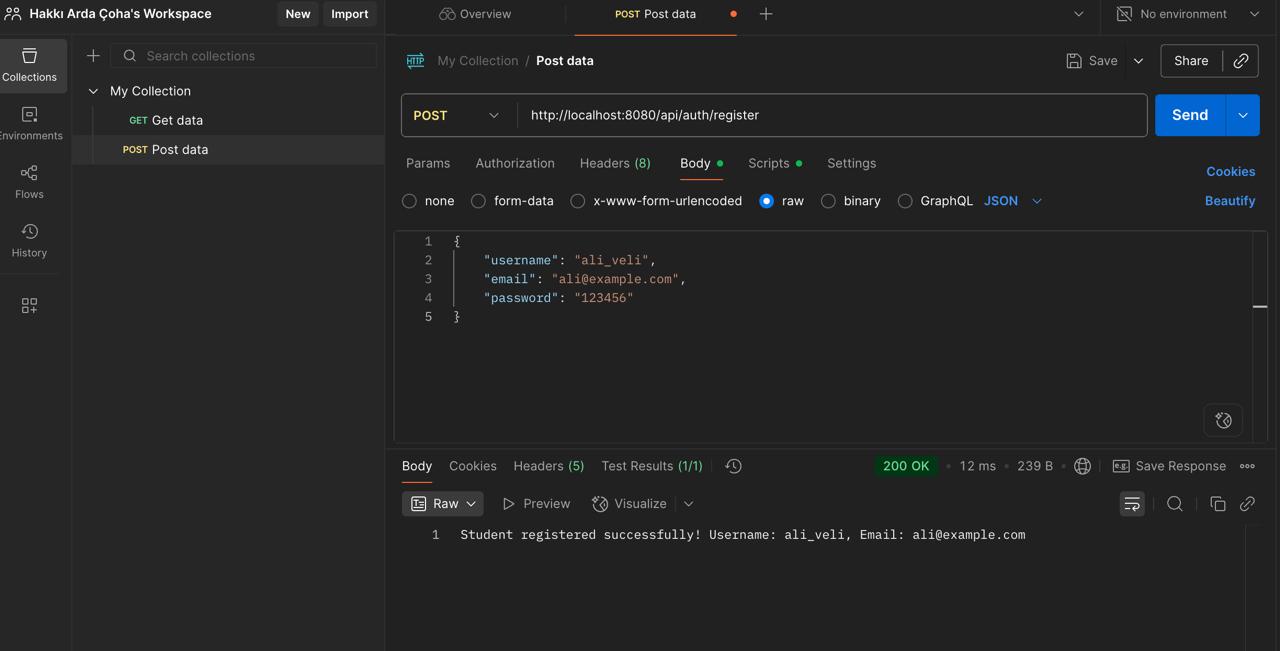 Hakkı Arda Çoha's Workspace
New
Import
Overview
POST Post data
No environment
Collections
Environments
Flows
History
Search collections
My Collection
GET Get data
POST Post data
HTTP
My Collection / Post data
Save
Share
POST
http://localhost:8080/api/auth/register
Send
Params
Authorization
Headers (8)
Body
Scripts
Settings
Cookies
none
form-data
x-www-form-urlencoded
raw
binary
GraphQL
JSON
Beautify
1 {
2 "username": "ali_veli",
3 "email": "ali@example.com",
4 "password": "123456"
5 }
Body
Cookies
Headers (5)
Test Results (1/1)
200 OK
12 ms
239 B
e.g.
Save Response
Raw
Preview
Visualize
1 Student registered successfully! Username: ali_veli, Email: ali@example.com